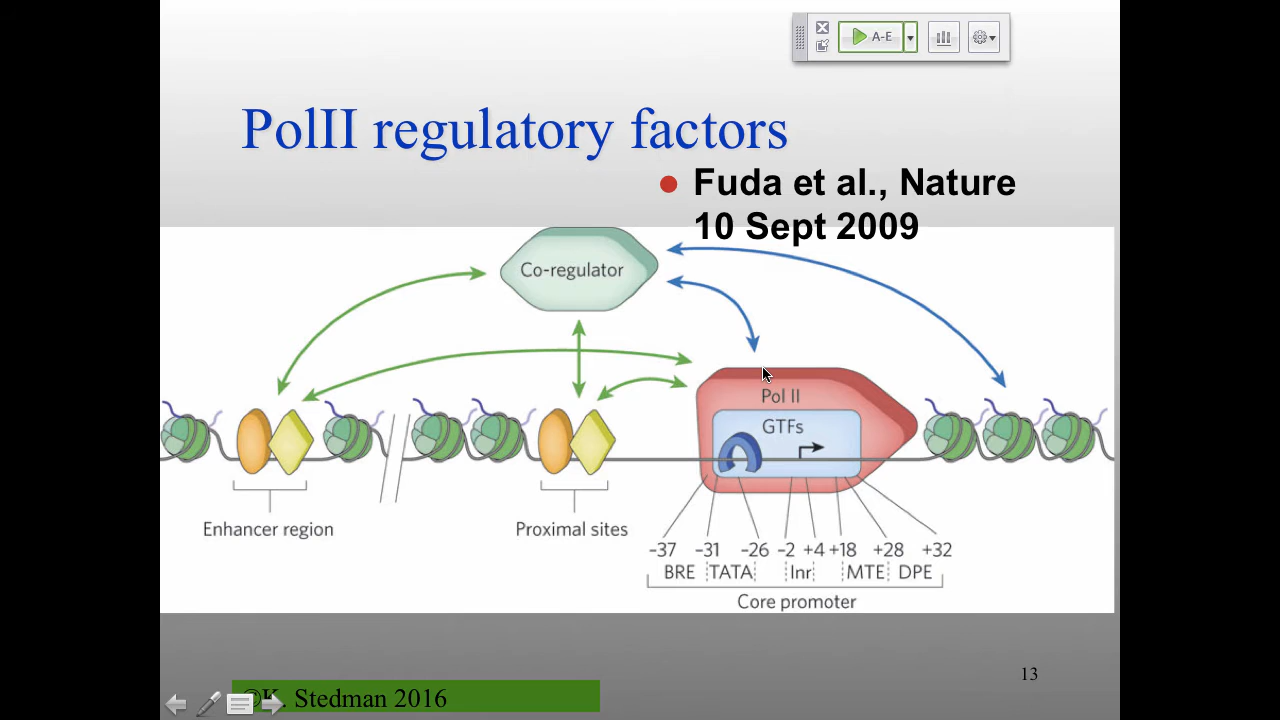 A-E
PolII regulatory factors
Fuda et al., Nature
10 Sept 2009
Co-regulator
Pol II
GTFs
Enhancer region
Proximal sites
−37 −31 −26 −2 +4 +18 +28 +32
BRE TATA Inr MTE DPE
Core promoter
13
©K. Stedman 2016